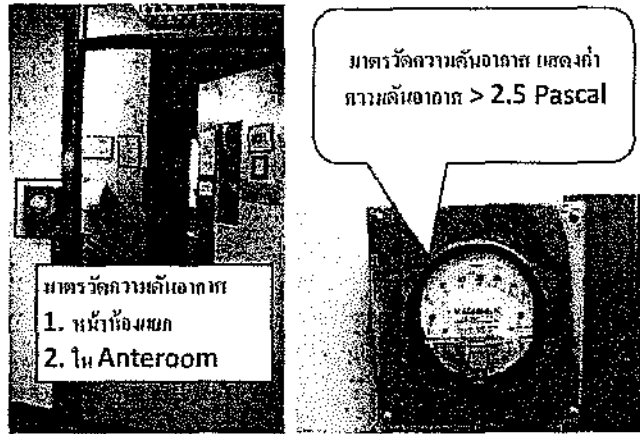 มาตรวัดความดันอากาศ
1. หน้าห้องแยก
2. ใน Anteroom
มาตรวัดความดันอากาศ แสดงค่า
ความดันอากาศ > 2.5 Pascal